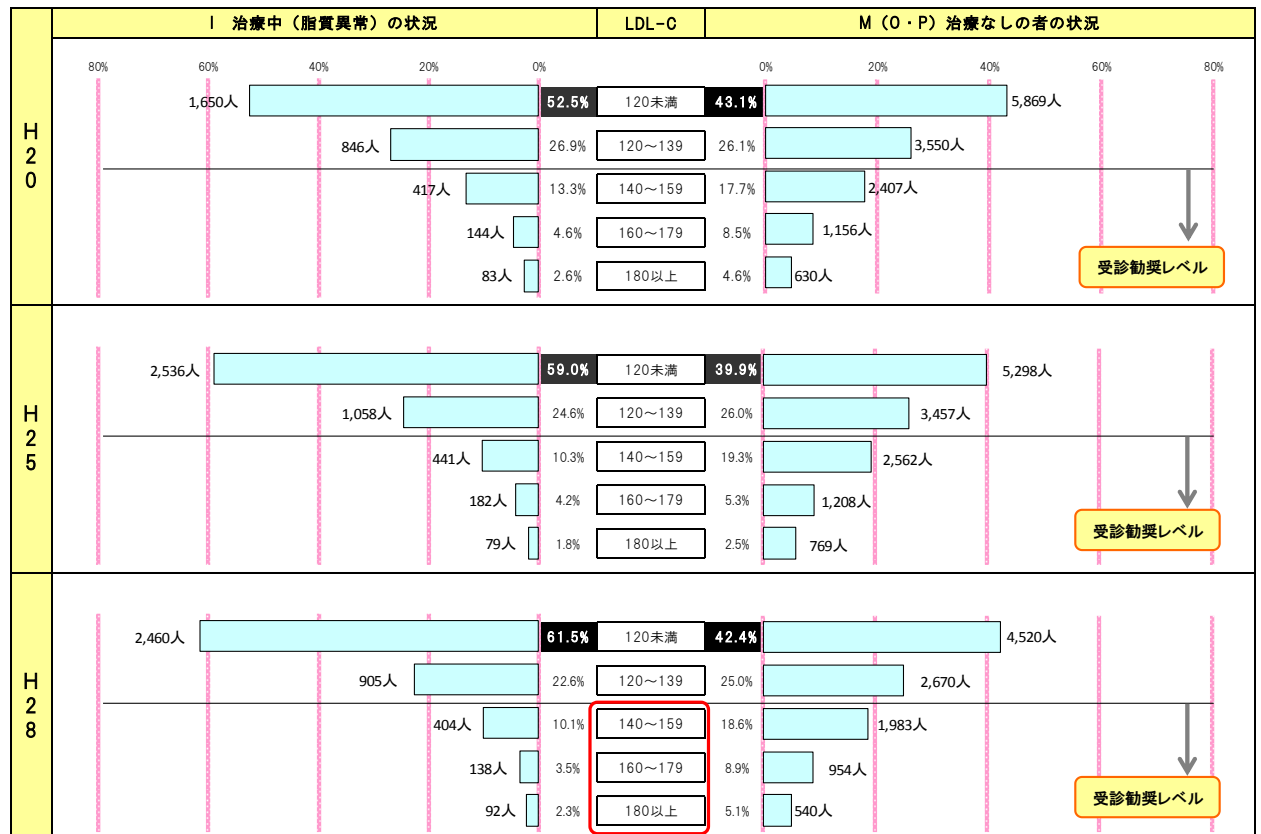 I 治療中（脂質異常）の状況 LDL-C M（O・P）治療なしの者の状況
H20
80% 60% 40% 20% 0% 0% 20% 40% 60% 80%
1,650人 52.5% 120未満 43.1% 5,869人
846人 26.9% 120～139 26.1% 3,550人
417人 13.3% 140～159 17.7% 2,407人
144人 4.6% 160～179 8.5% 1,156人
83人 2.6% 180以上 4.6% 630人
受診勧奨レベル
H25
2,536人 59.0% 120未満 39.9% 5,298人
1,058人 24.6% 120～139 26.0% 3,457人
441人 10.3% 140～159 19.3% 2,562人
182人 4.2% 160～179 5.3% 1,208人
79人 1.8% 180以上 2.5% 769人
受診勧奨レベル
H28
2,460人 61.5% 120未満 42.4% 4,520人
905人 22.6% 120～139 25.0% 2,670人
404人 10.1% 140～159 18.6% 1,983人
138人 3.5% 160～179 8.9% 954人
92人 2.3% 180以上 5.1% 540人
受診勧奨レベル